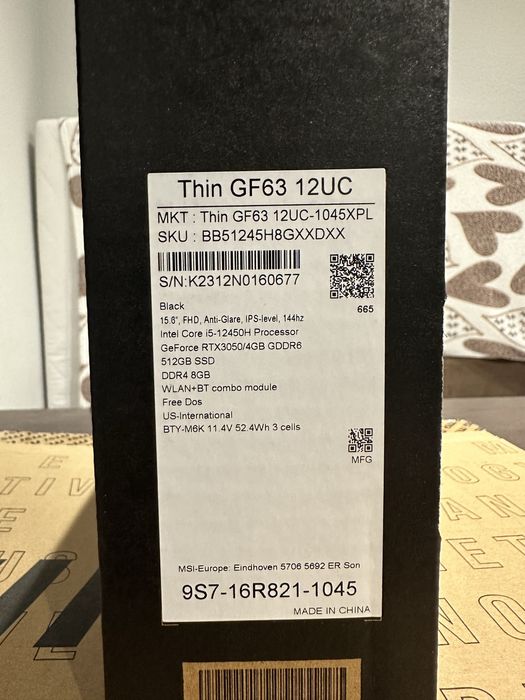 Thin GF63 12UC
MKT : Thin GF63 12UC-1045XPL
SKU : BB51245H8GXXDXX
S/N:K2312N0160677
665
Black
15.6", FHD, Anti-Glare, IPS-level, 144hz
Intel Core i5-12450H Processor
GeForce RTX3050/4GB GDDR6
512GB SSD
DDR4 8GB
WLAN+BT combo module
Free Dos
US-International
BTY-M6K 11.4V 52.4Wh 3 cells
MFG
MSI-Europe: Eindhoven 5706 5692 ER Son
9S7-16R821-1045
MADE IN CHINA